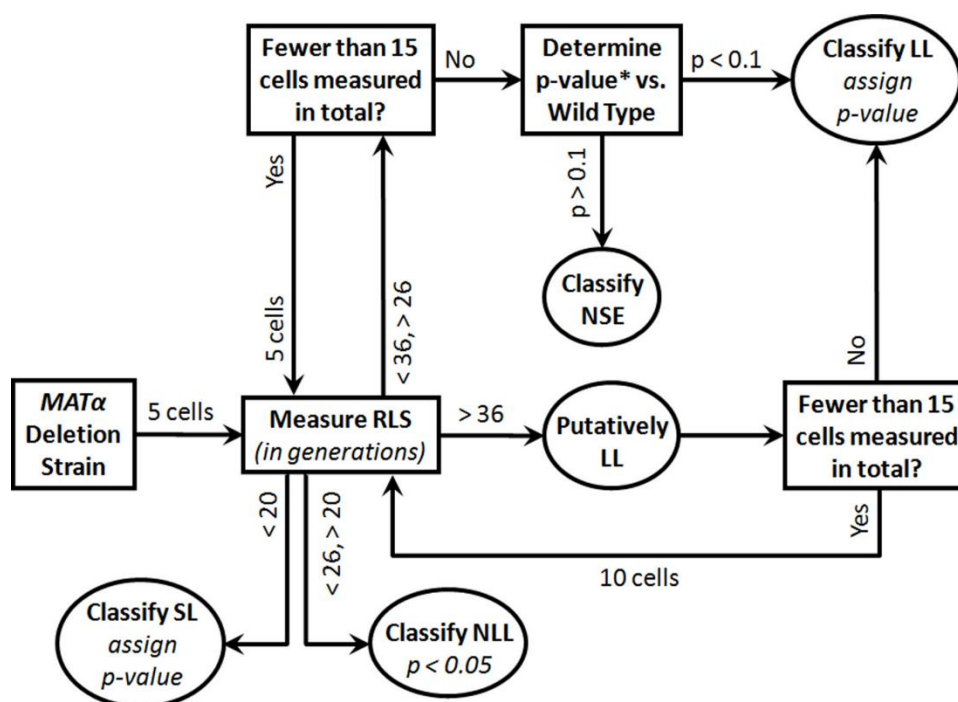 Fewer than 15
cells measured
in total?
No
Determine
p-value* vs.
Wild Type
p < 0.1
Classify LL
assign
p-value
Yes
5 cells
< 36, > 26
p > 0.1
Classify
NSE
No
MATα
Deletion
Strain
5 cells
Measure RLS
(in generations)
> 36
Putatively
LL
Fewer than 15
cells measured
in total?
< 20
< 26, > 20
Yes
10 cells
Classify SL
assign
p-value
Classify NLL
p < 0.05